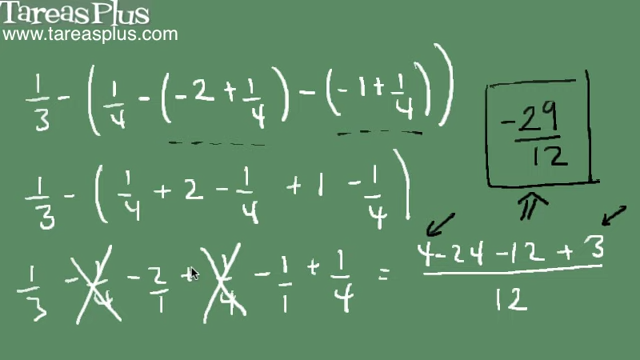 TareasPlus
www.tareasplus.com
1/3 - (1/4 - (-2 + 1/4) - (-1 + 1/4))
-29/12
1/3 - (1/4 + 2 - 1/4 + 1 - 1/4)
1/3 - 1/4 - 2/1 + 1/4 - 1/1 + 1/4 = 4-24-12+3/12